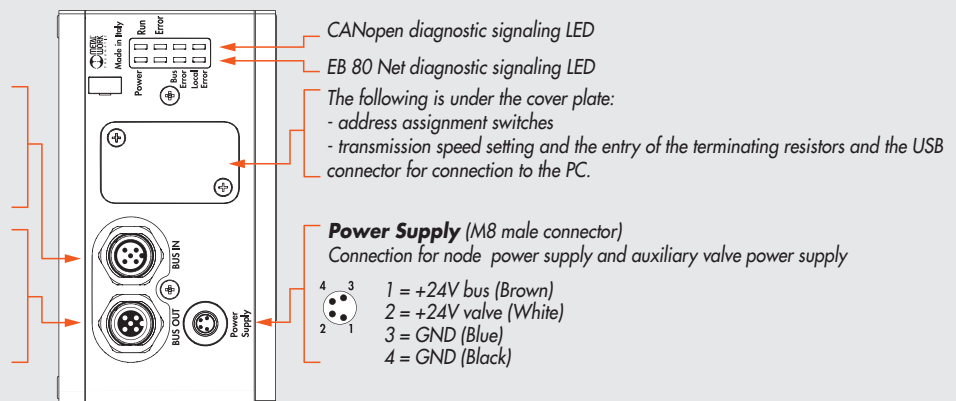 METAL
WORK
PNEUMATIC
Made in Italy
Run
Error
Power
Bus
Error
Local
Error
BUS IN
BUS OUT
Power
Supply
CANopen diagnostic signaling LED
EB 80 Net diagnostic signaling LED
The following is under the cover plate:
- address assignment switches
- transmission speed setting and the entry of the terminating resistors and the USB
connector for connection to the PC.
Power Supply (M8 male connector)
Connection for node power supply and auxiliary valve power supply
4 3
2 1
1 = +24V bus (Brown)
2 = +24V valve (White)
3 = GND (Blue)
4 = GND (Black)